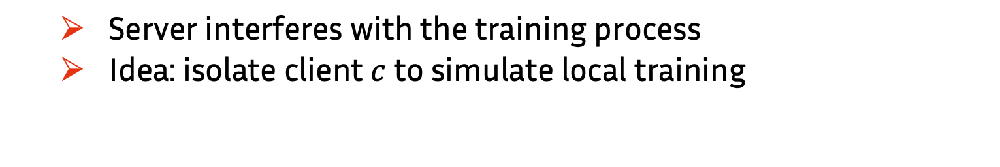 Server interferes with the training process
Idea: isolate client c to simulate local training